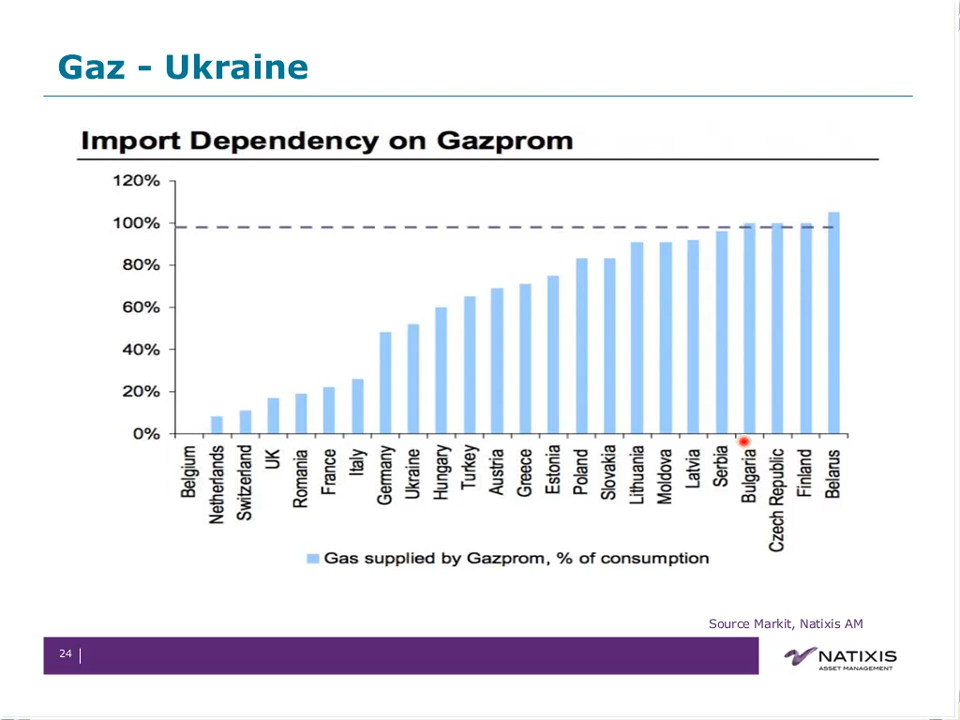 Gaz - Ukraine
Import Dependency on Gazprom
120%
100%
80%
60%
40%
20%
0%
Belgium
Netherlands
Switzerland
UK
Romania
France
Italy
Germany
Ukraine
Hungary
Turkey
Austria
Greece
Estonia
Poland
Slovakia
Lithuania
Moldova
Latvia
Serbia
Bulgaria
Czech Republic
Finland
Belarus
Gas supplied by Gazprom, % of consumption
Source Markit, Natixis AM
24
NATIXIS
ASSET MANAGEMENT